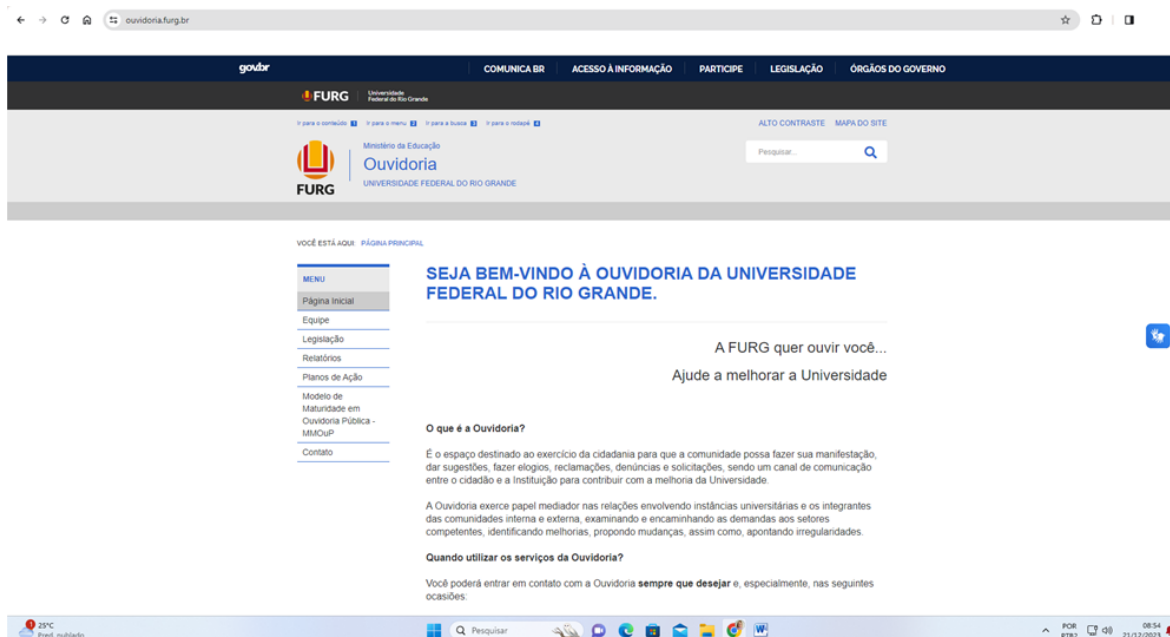 ouvidoria.furg.br
govbr COMUNICA BR ACESSO À INFORMAÇÃO PARTICIPE LEGISLAÇÃO ÓRGÃOS DO GOVERNO
FURG Universidade
Federal do Rio Grande
Ir para o conteúdo 1 Ir para o menu 2 Ir para a busca 3 Ir para o rodapé 4 ALTO CONTRASTE MAPA DO SITE
Ministério da Educação
Ouvidoria
UNIVERSIDADE FEDERAL DO RIO GRANDE
FURG
Pesquisar...
VOCÊ ESTÁ AQUI: PÁGINA PRINCIPAL
MENU
Página Inicial
Equipe
Legislação
Relatórios
Planos de Ação
Modelo de
Maturidade em
Ouvidoria Pública -
MMOuP
Contato
SEJA BEM-VINDO À OUVIDORIA DA UNIVERSIDADE
FEDERAL DO RIO GRANDE.
A FURG quer ouvir você...
Ajude a melhorar a Universidade
O que é a Ouvidoria?
É o espaço destinado ao exercício da cidadania para que a comunidade possa fazer sua manifestação,
dar sugestões, fazer elogios, reclamações, denúncias e solicitações, sendo um canal de comunicação
entre o cidadão e a Instituição para contribuir com a melhoria da Universidade.
A Ouvidoria exerce papel mediador nas relações envolvendo instâncias universitárias e os integrantes
das comunidades interna e externa, examinando e encaminhando as demandas aos setores
competentes, identificando melhorias, propondo mudanças, assim como, apontando irregularidades.
Quando utilizar os serviços da Ouvidoria?
Você poderá entrar em contato com a Ouvidoria sempre que desejar e, especialmente, nas seguintes
ocasiões:
25°C
Pred. nublado
Pesquisar
POR
PTB2
08:54